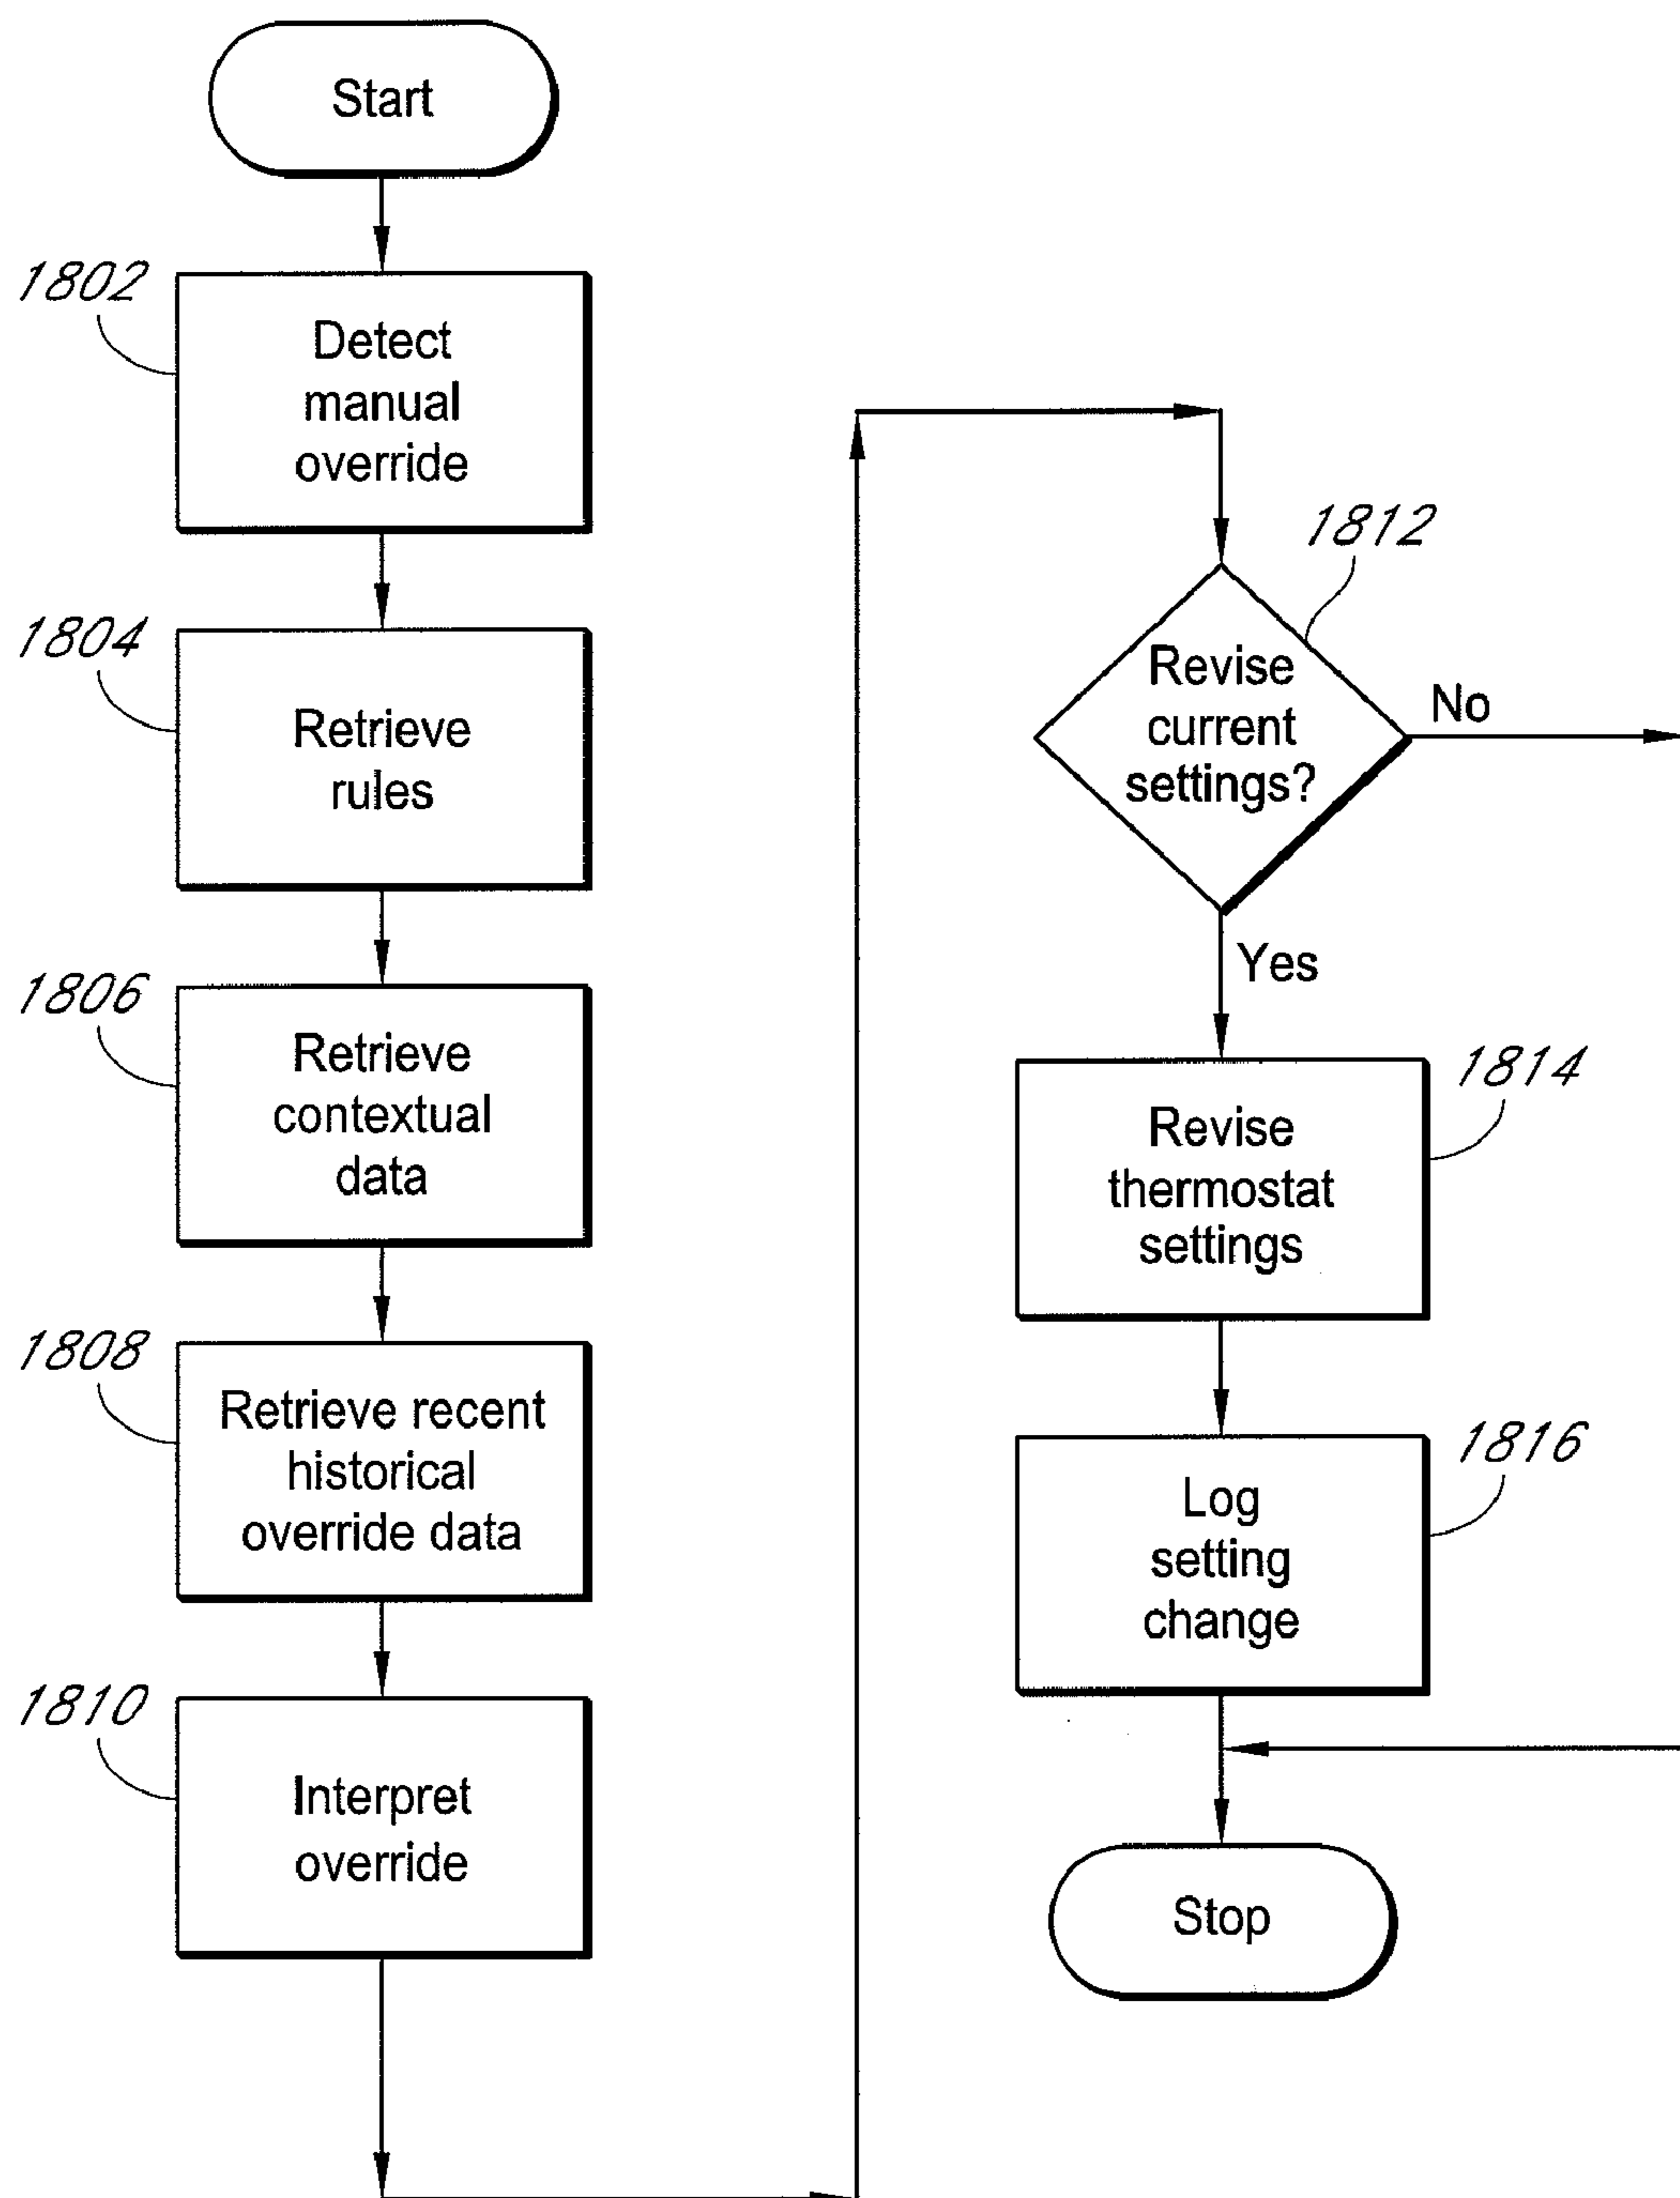 Start
1802
Detect
manual
override
1804
Retrieve
rules
1806
Retrieve
contextual
data
1808
Retrieve recent
historical
override data
1810
Interpret
override
1812
Revise
current
settings?
No
Yes
1814
Revise
thermostat
settings
1816
Log
setting
change
Stop